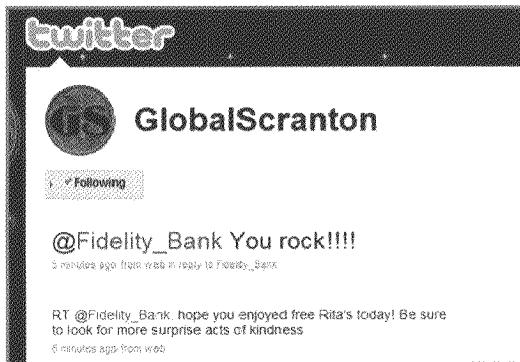 twitter
GS
GlobalScranton
Following
@Fidelity_Bank You rock!!!!
5 minutes ago from web in reply to Fidelity_Bank
RT @Fidelity_Bank: hope you enjoyed free Rita's today! Be sure
to look for more surprise acts of kindness
6 minutes ago from web